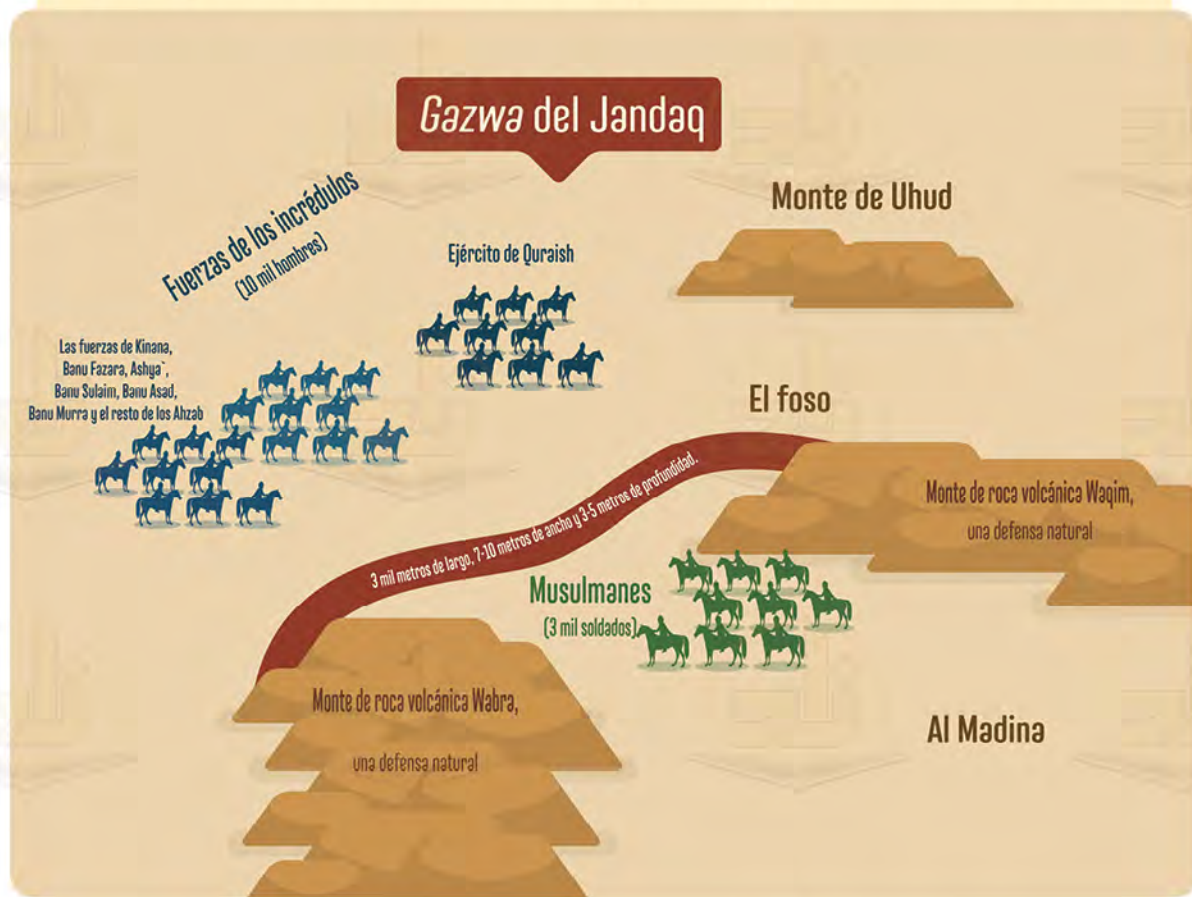 Gazwa del Jandaq
Fuerzas de los incrédulos
(10 mil hombres)
Ejército de Quraish
Monte de Uhud
Las fuerzas de Kinana,
Banu Fazara, Ashya~,
Banu Sulaim, Banu Asad,
Banu Murra y el resto de los Ahzab
El foso
3 mil metros de largo, 7-10 metros de ancho y 3-5 metros de profundidad.
Monte de roca volcánica Waqim,
una defensa natural
Musulmanes
(3 mil soldados)
Monte de roca volcánica Wabra,
una defensa natural
Al Madina